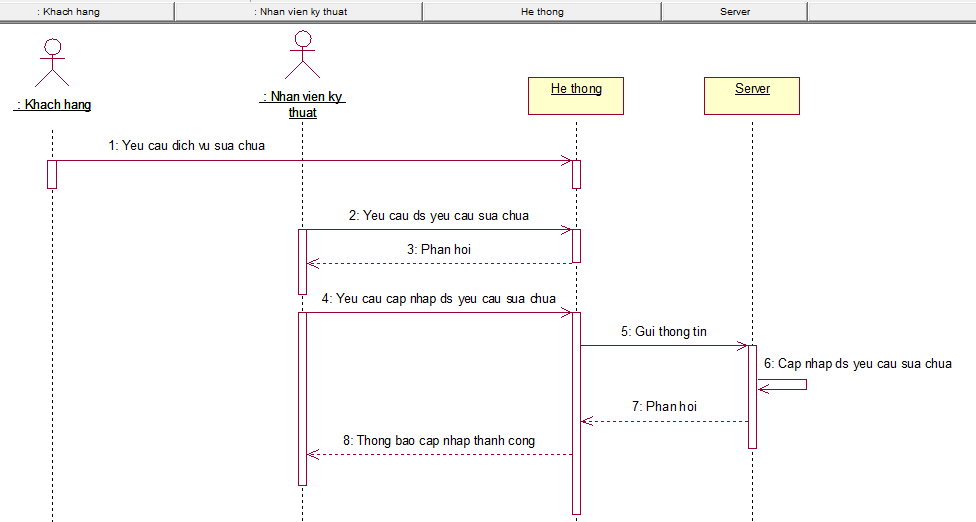 : Khach hang
: Nhan vien ky thuat
He thong
Server
: Khach hang
: Nhan vien ky
thuat
He thong
Server
1: Yeu cau dich vu sua chua
2: Yeu cau ds yeu cau sua chua
3: Phan hoi
4: Yeu cau cap nhap ds yeu cau sua chua
5: Gui thong tin
6: Cap nhap ds yeu cau sua chua
7: Phan hoi
8: Thong bao cap nhap thanh cong